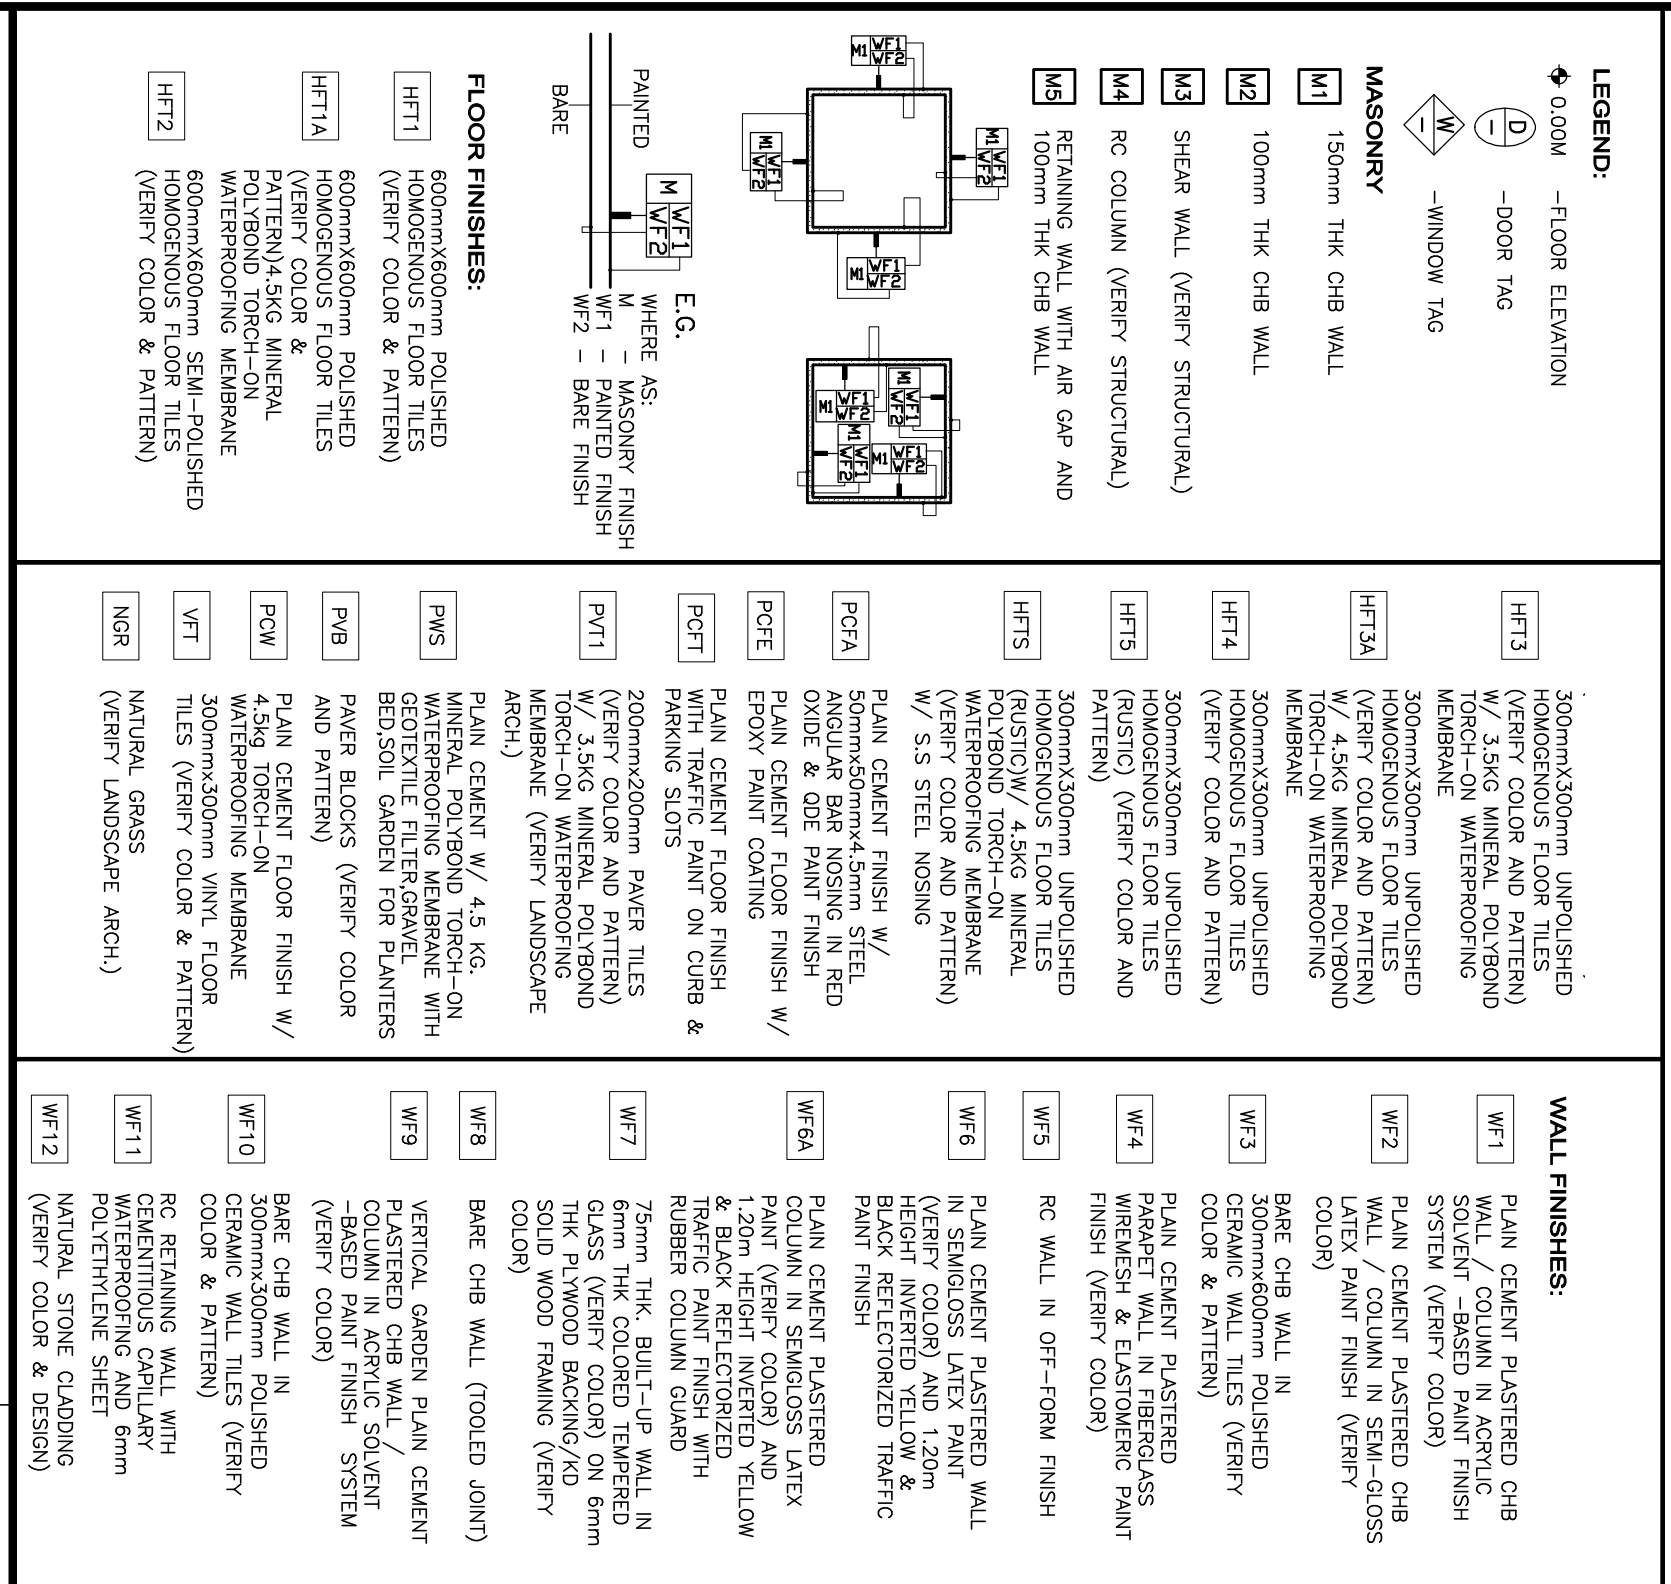 LEGEND:
0.00M -FLOOR ELEVATION
D
- -DOOR TAG
W
- -WINDOW TAG
MASONRY
M1 150mm THK CHB WALL
M2 100mm THK CHB WALL
M3 SHEAR WALL (VERIFY STRUCTURAL)
M4 RC COLUMN (VERIFY STRUCTURAL)
M5 RETAINING WALL WITH AIR GAP AND
100mm THK CHB WALL
M1 WF1
WF2
M1 WF1
WF2
M1 WF1
WF2
M1 WF1
WF2
M1 WF1
WF2
M1 WF1
WF2
M1 WF1
WF2
M1 WF1
WF2
E.G.
PAINTED
BARE
M WF1
WF2
WHERE AS:
M - MASONRY FINISH
WF1 - PAINTED FINISH
WF2 - BARE FINISH
FLOOR FINISHES:
HFT1 600mmX600mm POLISHED
HOMOGENOUS FLOOR TILES
(VERIFY COLOR & PATTERN)
HFT1A 600mmX600mm POLISHED
HOMOGENOUS FLOOR TILES
(VERIFY COLOR &
PATTERN)4.5KG MINERAL
POLYBOND TORCH-ON
WATERPROOFING MEMBRANE
HFT2 600mmX600mm SEMI-POLISHED
HOMOGENOUS FLOOR TILES
(VERIFY COLOR & PATTERN)
HFT3 300mmX300mm UNPOLISHED
HOMOGENOUS FLOOR TILES
(VERIFY COLOR AND PATTERN)
W/ 3.5KG MINERAL POLYBOND
TORCH-ON WATERPROOFING
MEMBRANE
HFT3A 300mmX300mm UNPOLISHED
HOMOGENOUS FLOOR TILES
(VERIFY COLOR AND PATTERN)
W/ 4.5KG MINERAL POLYBOND
TORCH-ON WATERPROOFING
MEMBRANE
HFT4 300mmX300mm UNPOLISHED
HOMOGENOUS FLOOR TILES
(VERIFY COLOR AND PATTERN)
HFT5 300mmX300mm UNPOLISHED
HOMOGENOUS FLOOR TILES
(RUSTIC) (VERIFY COLOR AND
PATTERN)
HFTS 300mmX300mm UNPOLISHED
HOMOGENOUS FLOOR TILES
(RUSTIC)W/ 4.5KG MINERAL
POLYBOND TORCH-ON
WATERPROOFING MEMBRANE
(VERIFY COLOR AND PATTERN)
W/ S.S STEEL NOSING
PCFA PLAIN CEMENT FINISH W/
50mmx50mmx4.5mm STEEL
ANGULAR BAR NOSING IN RED
OXIDE & QDE PAINT FINISH
PCFE PLAIN CEMENT FLOOR FINISH W/
EPOXY PAINT COATING
PCFT PLAIN CEMENT FLOOR FINISH
WITH TRAFFIC PAINT ON CURB &
PARKING SLOTS
PVT1 200mmx200mm PAVER TILES
(VERIFY COLOR AND PATTERN)
W/ 3.5KG MINERAL POLYBOND
TORCH-ON WATERPROOFING
MEMBRANE (VERIFY LANDSCAPE
ARCH.)
PWS PLAIN CEMENT W/ 4.5 KG.
MINERAL POLYBOND TORCH-ON
WATERPROOFING MEMBRANE WITH
GEOTEXTILE FILTER,GRAVEL
BED,SOIL GARDEN FOR PLANTERS
PVB PAVER BLOCKS (VERIFY COLOR
AND PATTERN)
PCW PLAIN CEMENT FLOOR FINISH W/
4.5kg TORCH-ON
WATERPROOFING MEMBRANE
VFT 300mmx300mm VINYL FLOOR
TILES (VERIFY COLOR & PATTERN)
NGR NATURAL GRASS
(VERIFY LANDSCAPE ARCH.)
WALL FINISHES:
WF1 PLAIN CEMENT PLASTERED CHB
WALL / COLUMN IN ACRYLIC
SOLVENT -BASED PAINT FINISH
SYSTEM (VERIFY COLOR)
WF2 PLAIN CEMENT PLASTERED CHB
WALL / COLUMN IN SEMI-GLOSS
LATEX PAINT FINISH (VERIFY
COLOR)
WF3 BARE CHB WALL IN
300mmx600mm POLISHED
CERAMIC WALL TILES (VERIFY
COLOR & PATTERN)
WF4 PLAIN CEMENT PLASTERED
PARAPET WALL IN FIBERGLASS
WIREMESH & ELASTOMERIC PAINT
FINISH (VERIFY COLOR)
WF5 RC WALL IN OFF-FORM FINISH
WF6 PLAIN CEMENT PLASTERED WALL
IN SEMIGLOSS LATEX PAINT
(VERIFY COLOR) AND 1.20m
HEIGHT INVERTED YELLOW &
BLACK REFLECTORIZED TRAFFIC
PAINT FINISH
WF6A PLAIN CEMENT PLASTERED
COLUMN IN SEMIGLOSS LATEX
PAINT (VERIFY COLOR) AND
1.20m HEIGHT INVERTED YELLOW
& BLACK REFLECTORIZED
TRAFFIC PAINT FINISH WITH
RUBBER COLUMN GUARD
WF7 75mm THK. BUILT-UP WALL IN
6mm THK COLORED TEMPERED
GLASS (VERIFY COLOR) ON 6mm
THK PLYWOOD BACKING/KD
SOLID WOOD FRAMING (VERIFY
COLOR)
WF8 BARE CHB WALL (TOOLED JOINT)
WF9 VERTICAL GARDEN PLAIN CEMENT
PLASTERED CHB WALL /
COLUMN IN ACRYLIC SOLVENT
-BASED PAINT FINISH SYSTEM
(VERIFY COLOR)
WF10 BARE CHB WALL IN
300mmx300mm POLISHED
CERAMIC WALL TILES (VERIFY
COLOR & PATTERN)
WF11 RC RETAINING WALL WITH
CEMENTITIOUS CAPILLARY
WATERPROOFING AND 6mm
POLYETHYLENE SHEET
WF12 NATURAL STONE CLADDING
(VERIFY COLOR & DESIGN)